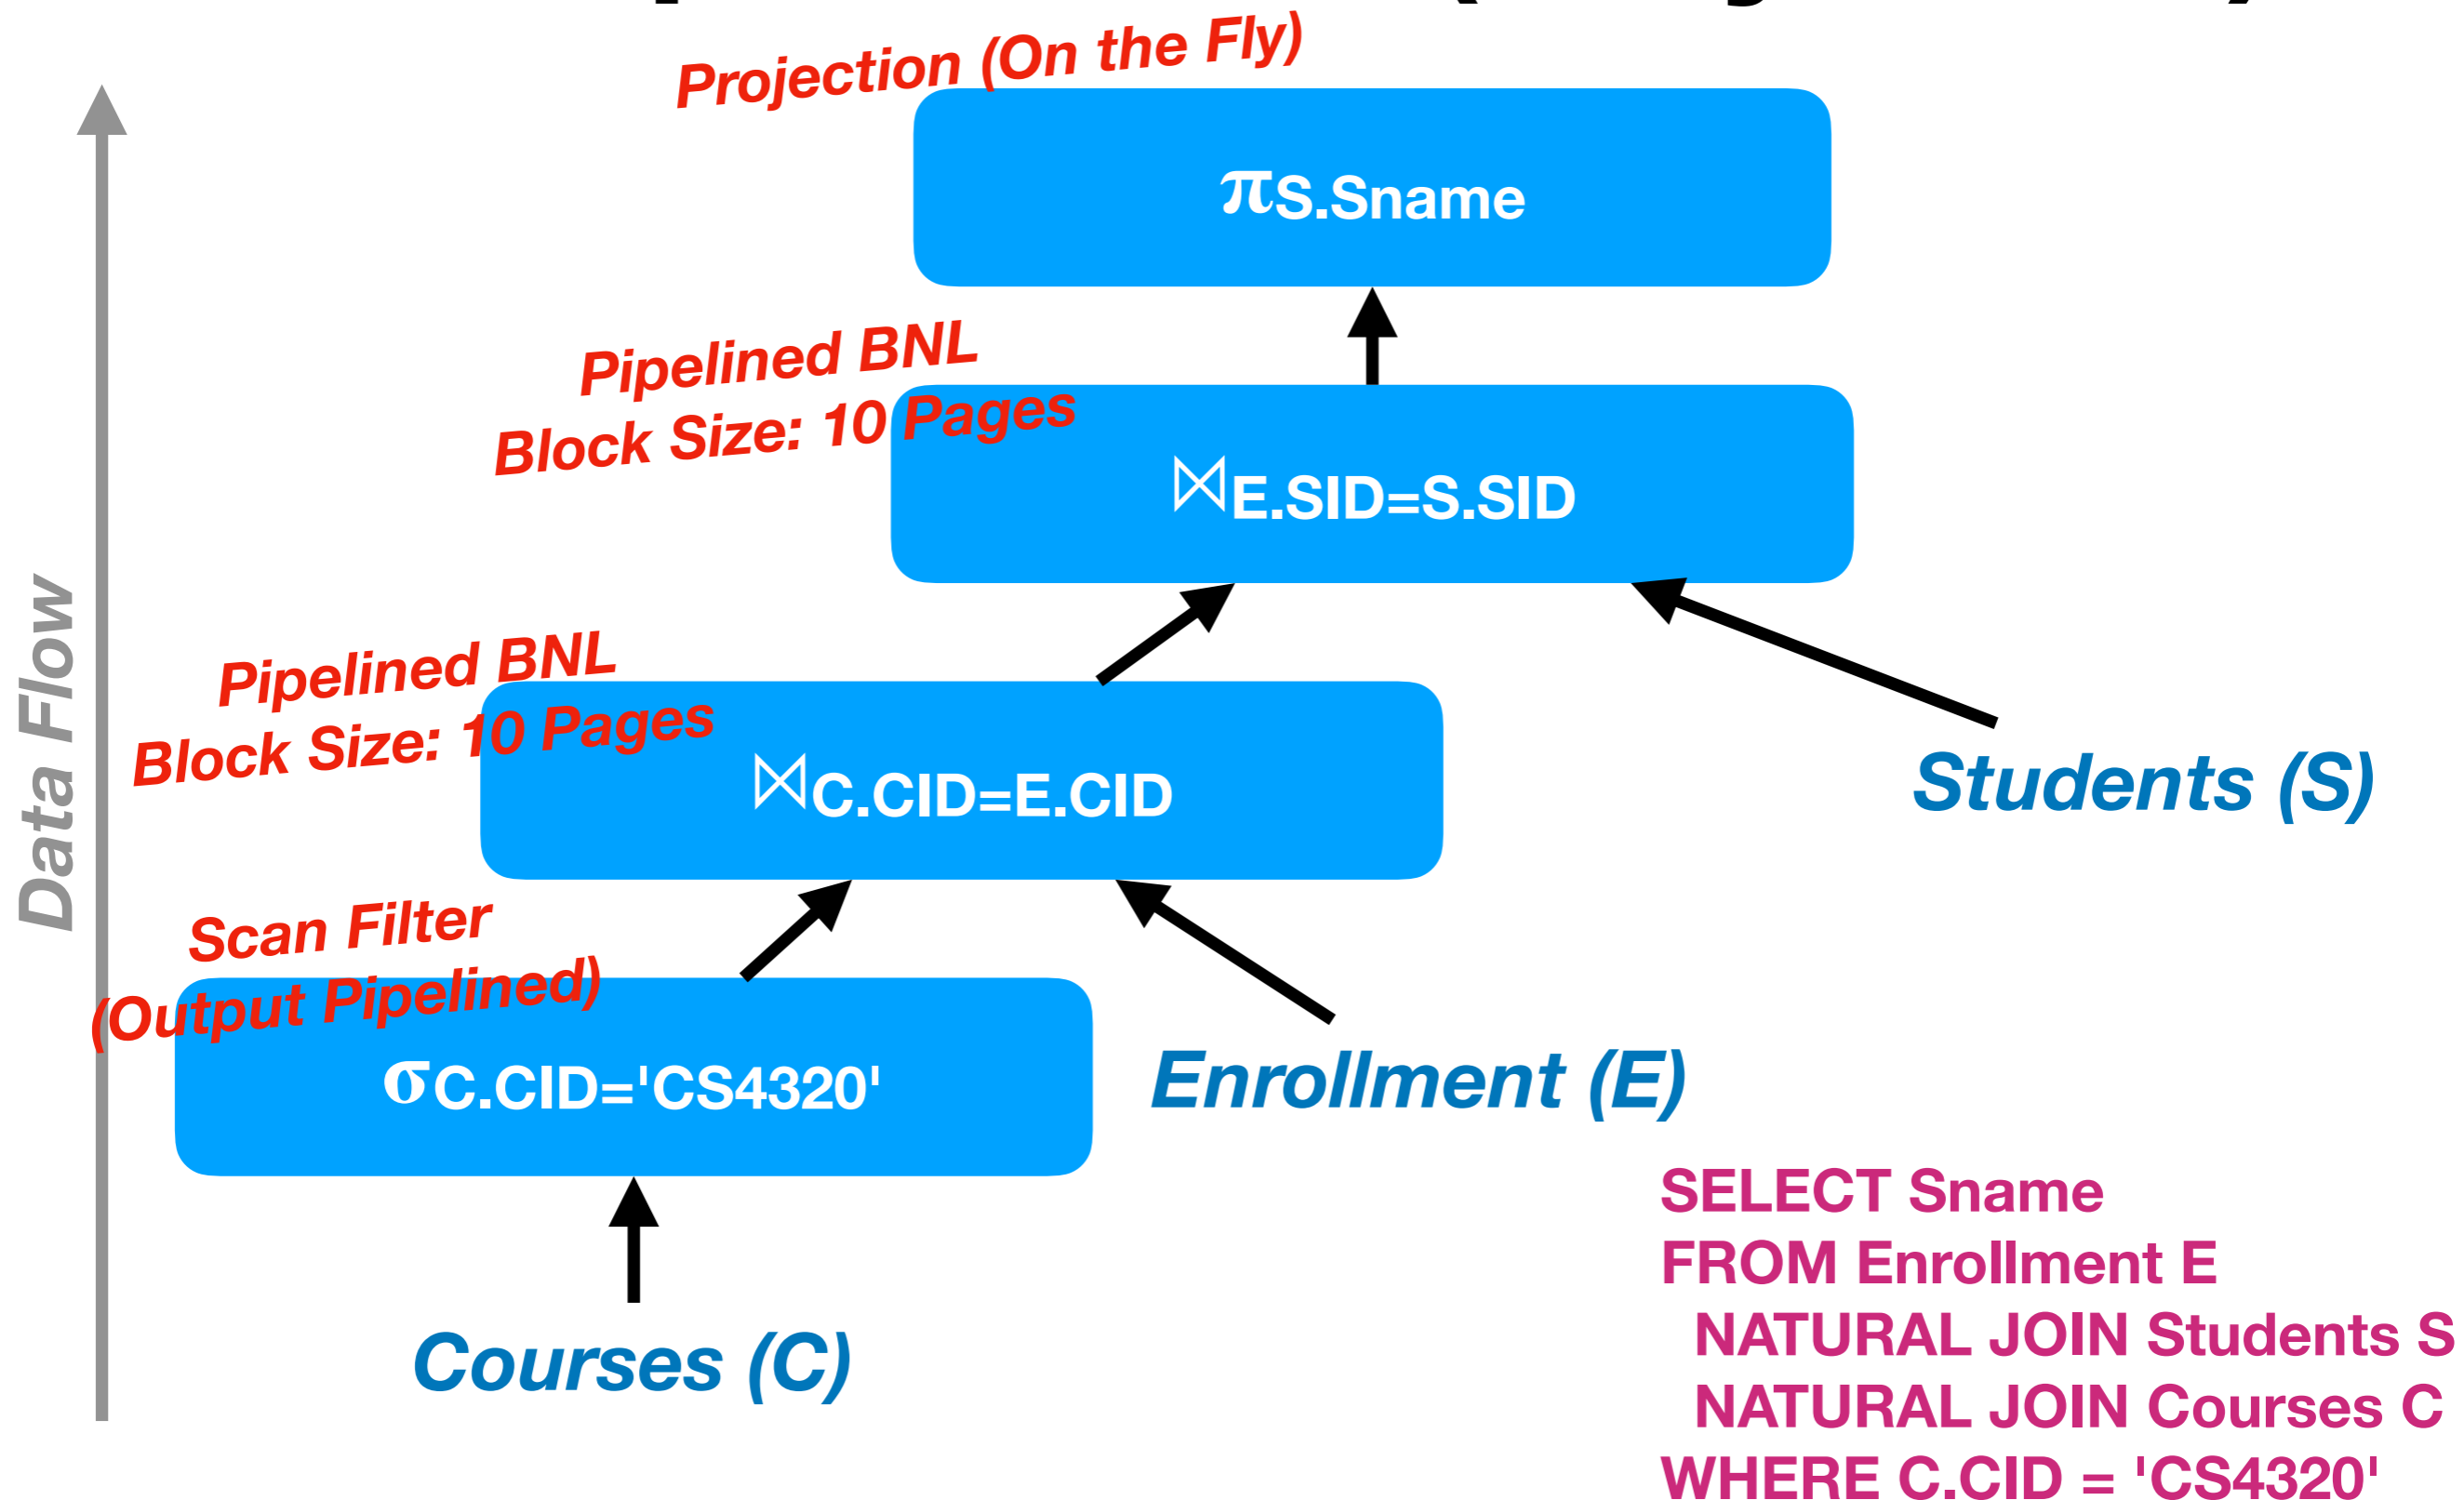 Projection (On the Fly)
πS.Sname
Pipelined BNL
Block Size: 10 Pages
⋈E.SID=S.SID
Pipelined BNL
Block Size: 10 Pages
⋈C.CID=E.CID
Students (S)
Data Flow
Scan Filter
(Output Pipelined)
σC.CID='CS4320'
Enrollment (E)
Courses (C)
SELECT Sname
FROM Enrollment E
NATURAL JOIN Students S
NATURAL JOIN Courses C
WHERE C.CID = 'CS4320'